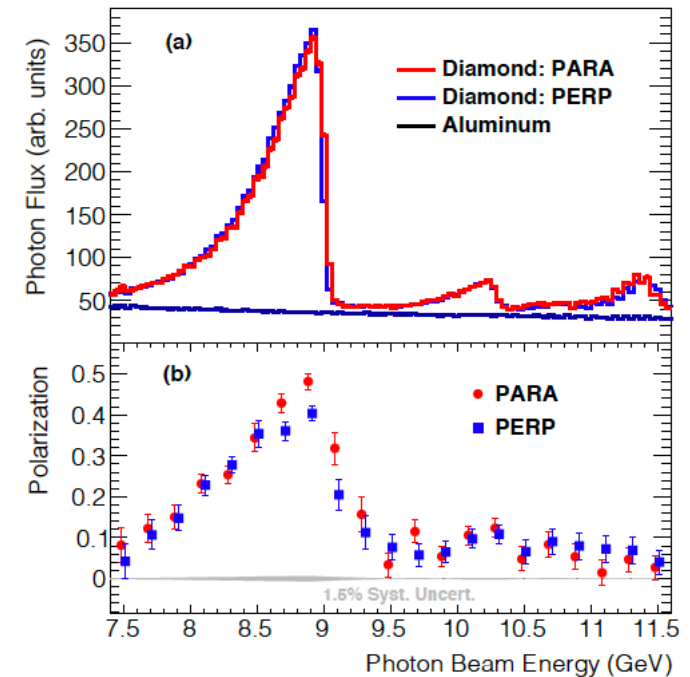 (a)
Diamond: PARA
Diamond: PERP
Aluminum
Photon Flux (arb. units)
350
300
250
200
150
100
50
(b)
PARA
PERP
Polarization
0.5
0.4
0.3
0.2
0.1
0
1.5% Syst. Uncert.
7.5 8 8.5 9 9.5 10 10.5 11 11.5
Photon Beam Energy (GeV)